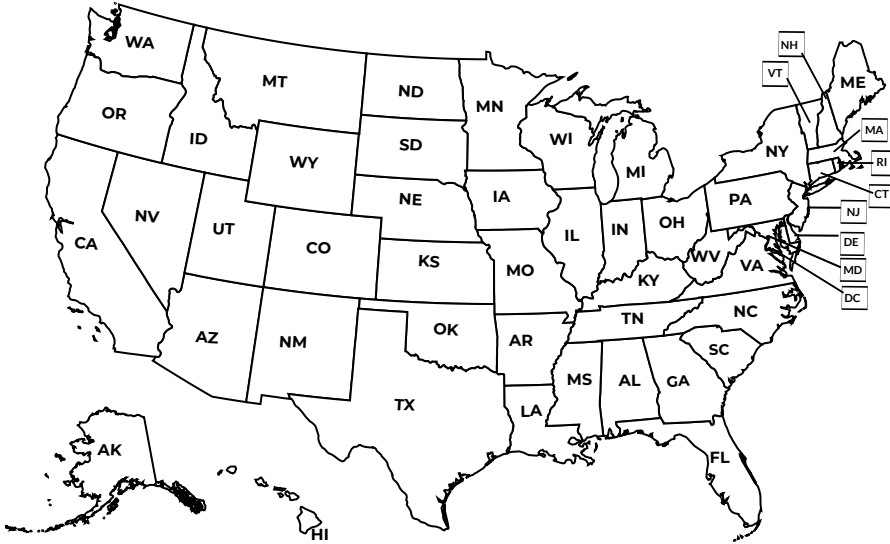 WA
MT
ND
MN
OR
ID
WY
SD
WI
MI
NY
VT
NH
ME
MA
RI
CT
NJ
DE
MD
DC
NV
UT
CO
NE
IA
IL
IN
OH
PA
CA
KS
MO
KY
WV
VA
AZ
NM
OK
AR
TN
NC
SC
TX
LA
MS
AL
GA
FL
AK
HI